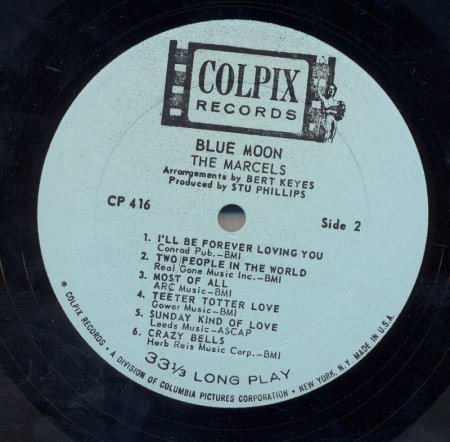 COLPIX
RECORDS
BLUE MOON
THE MARCELS
Arrangements by BERT KEYES
Produced by STU PHILLIPS
CP 416
Side 2
1. I'LL BE FOREVER LOVING YOU
Conrad Pub.-BMI
2. TWO PEOPLE IN THE WORLD
Real Gone Music Inc.-BMI
3. MOST OF ALL
ARC Music-BMI
4. TEETER TOTTER LOVE
Gower Music-BMI
5. SUNDAY KIND OF LOVE
Leeds Music-ASCAP
6. CRAZY BELLS
Herb Reis Music Corp.-BMI
33⅓ LONG PLAY
® COLPIX RECORDS. • A DIVISION OF COLUMBIA PICTURES CORPORATION • NEW YORK, N.Y. MADE IN U.S.A.